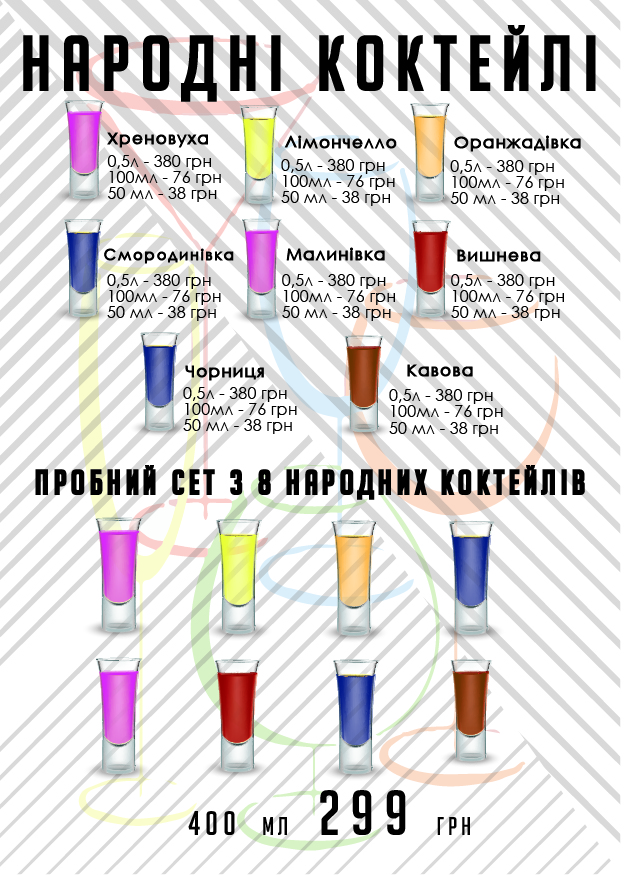 НАРОДНІ КОКТЕЙЛІ
Хреновуха
0,5л - 380 грн
100мл - 76 грн
50 мл - 38 грн
Лімончелло
0,5л - 380 грн
100мл - 76 грн
50 мл - 38 грн
Оранжадівка
0,5л - 380 грн
100мл - 76 грн
50 мл - 38 грн
Смородинівка
0,5л - 380 грн
100мл - 76 грн
50 мл - 38 грн
Малинівка
0,5л - 380 грн
100мл - 76 грн
50 мл - 38 грн
Вишнева
0,5л - 380 грн
100мл - 76 грн
50 мл - 38 грн
Чорниця
0,5л - 380 грн
100мл - 76 грн
50 мл - 38 грн
Кавова
0,5л - 380 грн
100мл - 76 грн
50 мл - 38 грн
ПРОБНИЙ СЕТ З 8 НАРОДНИХ КОКТЕЙЛІВ
400 МЛ 299 ГРН